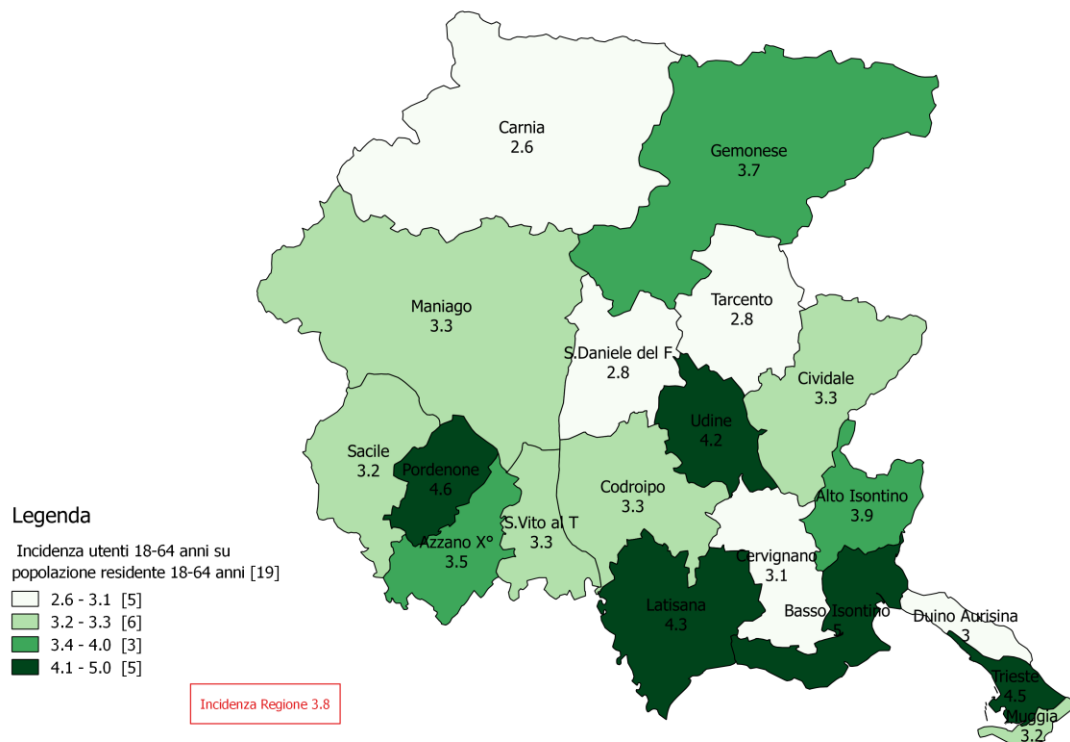 Carnia
2.6
Gemonese
3.7
Tarcento
2.8
Maniago
3.3
S.Daniele del F.
2.8
Cividale
3.3
Udine
4.2
Sacile
3.2
Pordenone
4.6
Codroipo
3.3
Alto Isontino
3.9
S.Vito al T
3.3
Azzano X°
3.5
Cervignano
3.1
Latisana
4.3
Basso Isontino
5
Duino Aurisina
3
Trieste
4.5
Muggia
3.2
Legenda
Incidenza utenti 18-64 anni su
popolazione residente 18-64 anni [19]
2.6 - 3.1 [5]
3.2 - 3.3 [6]
3.4 - 4.0 [3]
4.1 - 5.0 [5]
Incidenza Regione 3.8